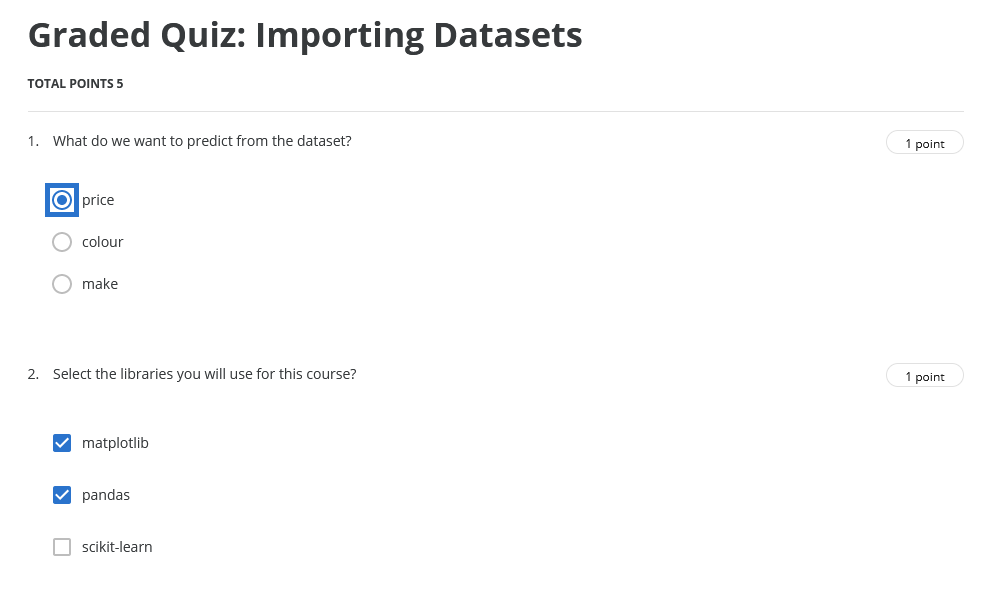 Graded Quiz: Importing Datasets
TOTAL POINTS 5
1. What do we want to predict from the dataset?
1 point
price
colour
make
2. Select the libraries you will use for this course?
1 point
matplotlib
pandas
scikit-learn